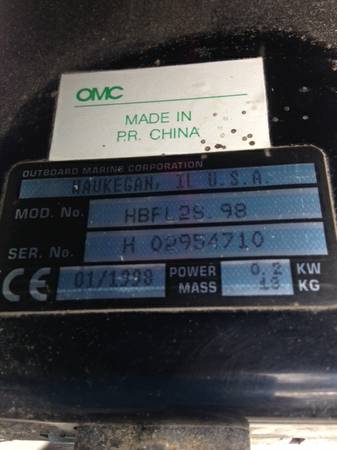 OMC
MADE IN
P.R. CHINA
OUTBOARD MARINE CORPORATION
WAUKEGAN, IL U.S.A.
MOD. No. HBFL2S.98
SER. No. H 02954710
CE 01/1998 POWER 0.2 KW
MASS 13 KG